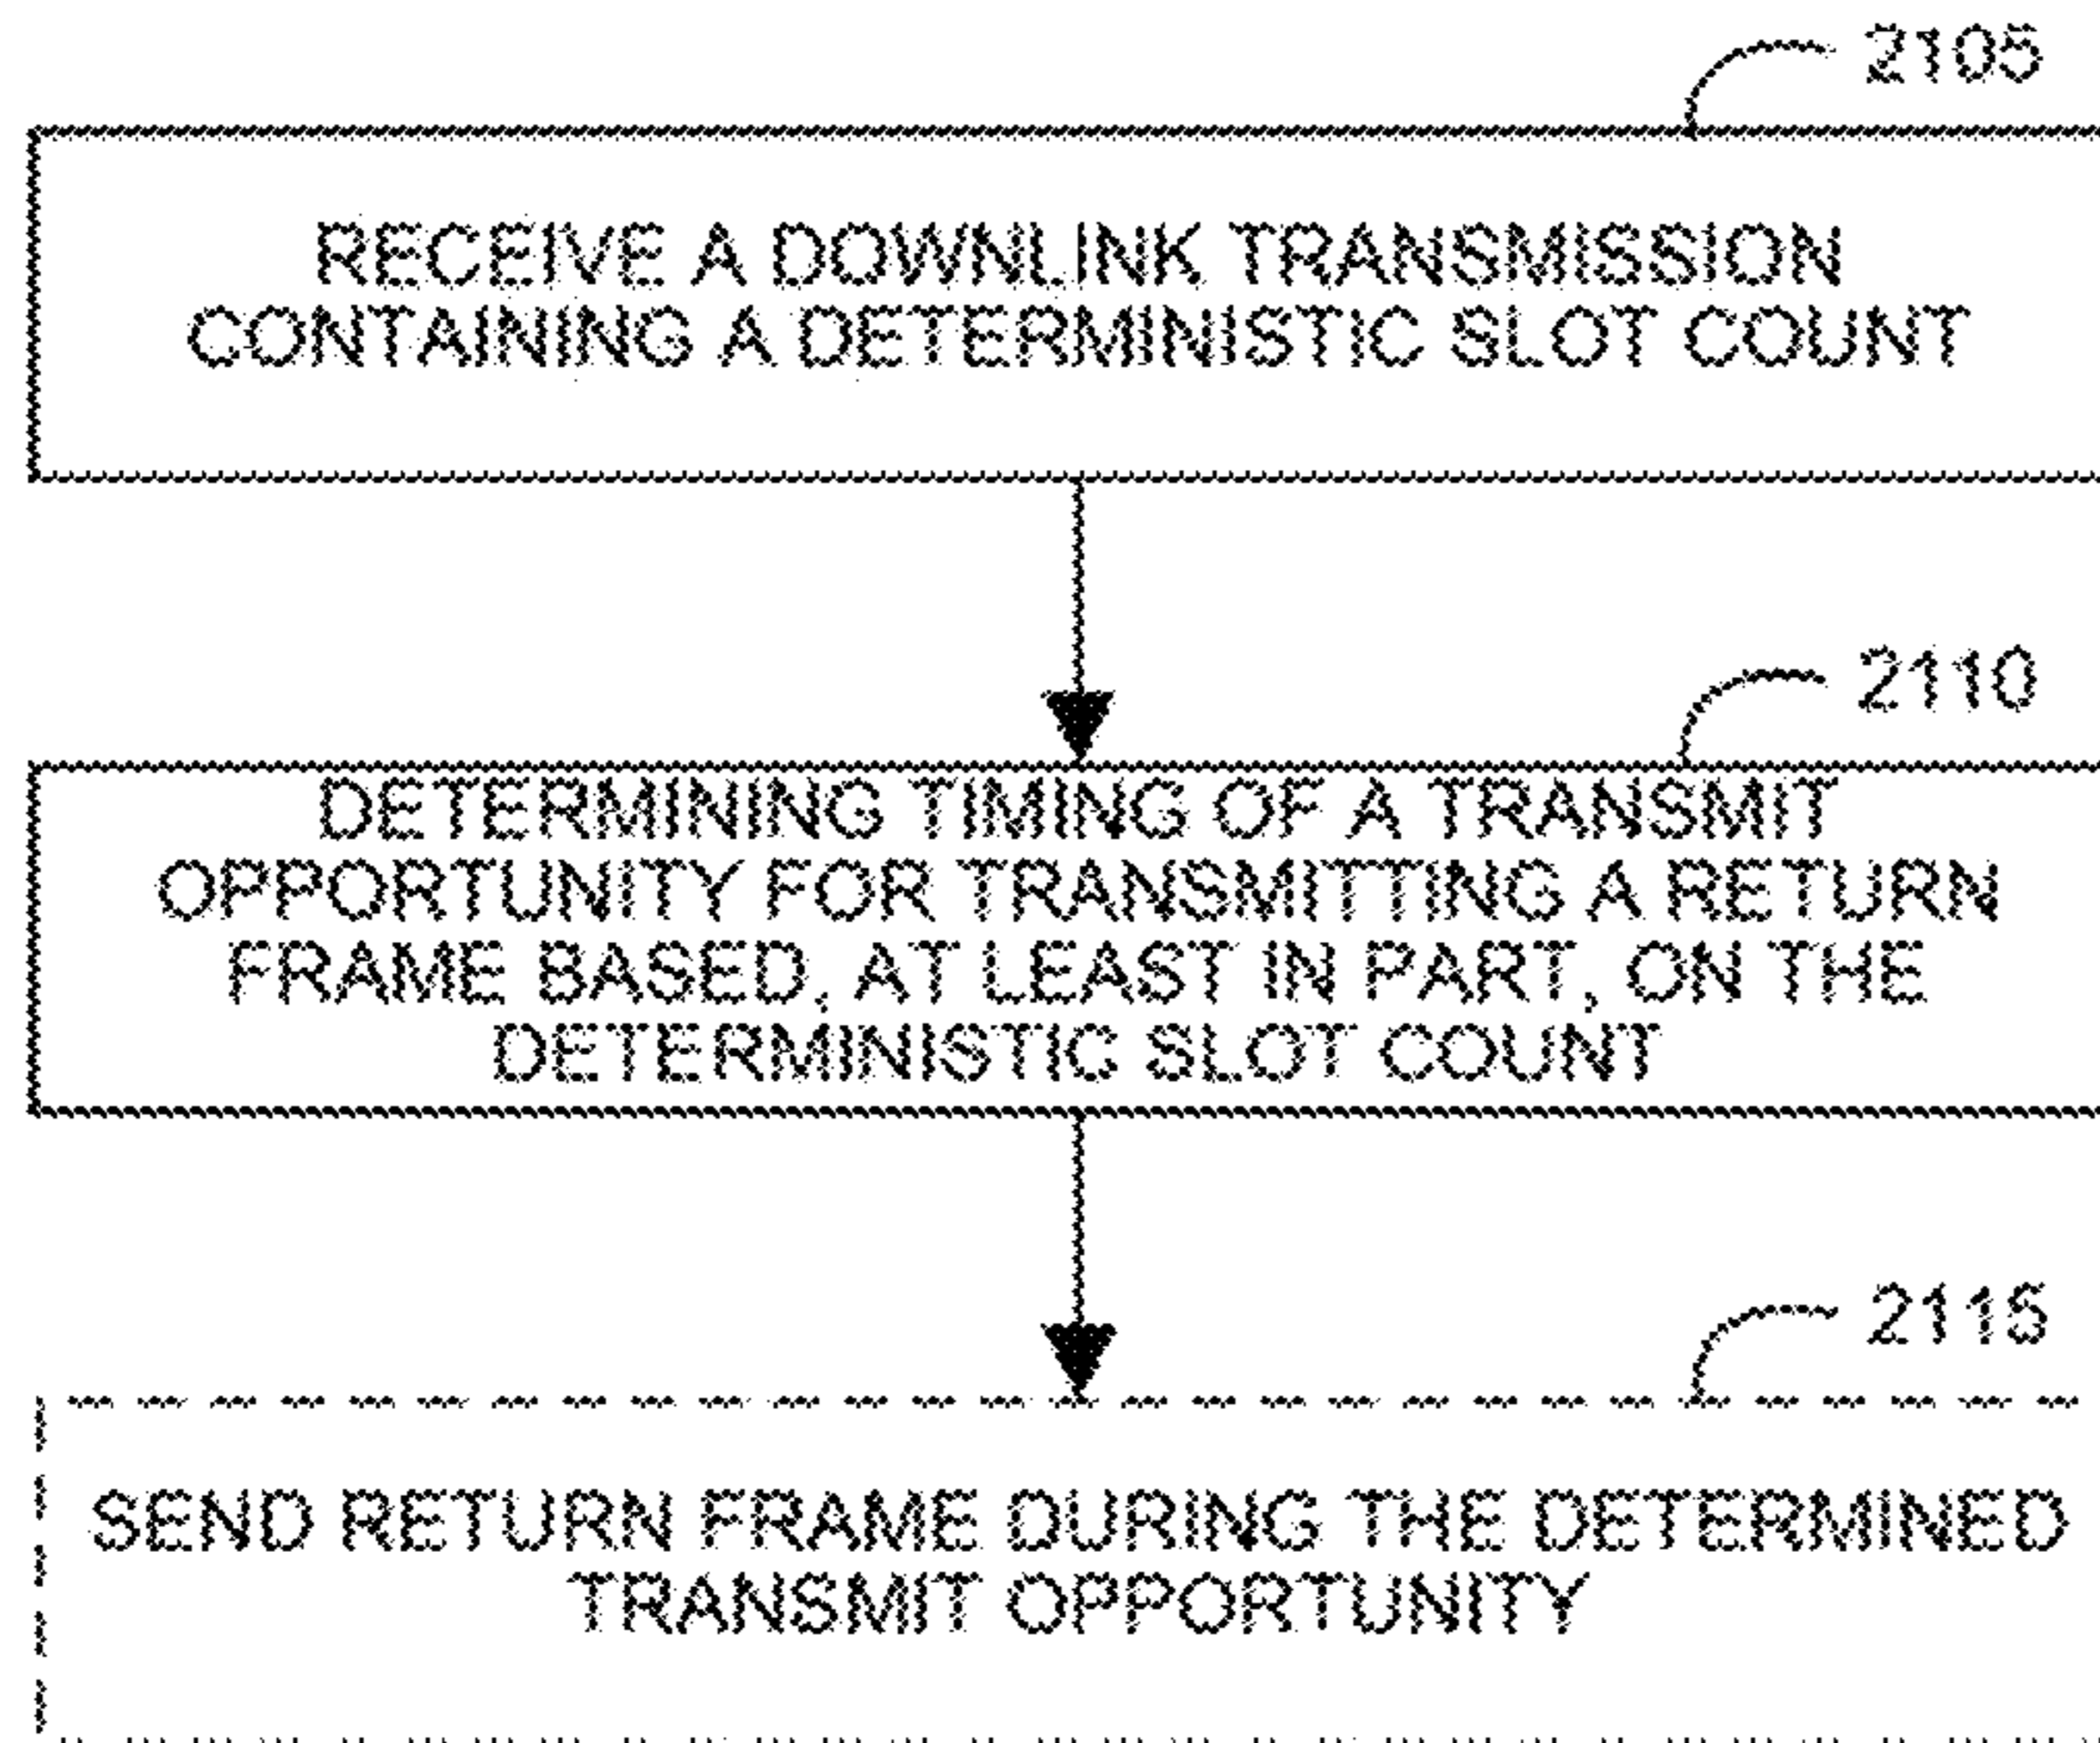 2105
RECEIVE A DOWNLINK TRANSMISSION
CONTAINING A DETERMINISTIC SLOT COUNT
2110
DETERMINING TIMING OF A TRANSMIT
OPPORTUNITY FOR TRANSMITTING A RETURN
FRAME BASED, AT LEAST IN PART, ON THE
DETERMINISTIC SLOT COUNT
2115
SEND RETURN FRAME DURING THE DETERMINED
TRANSMIT OPPORTUNITY